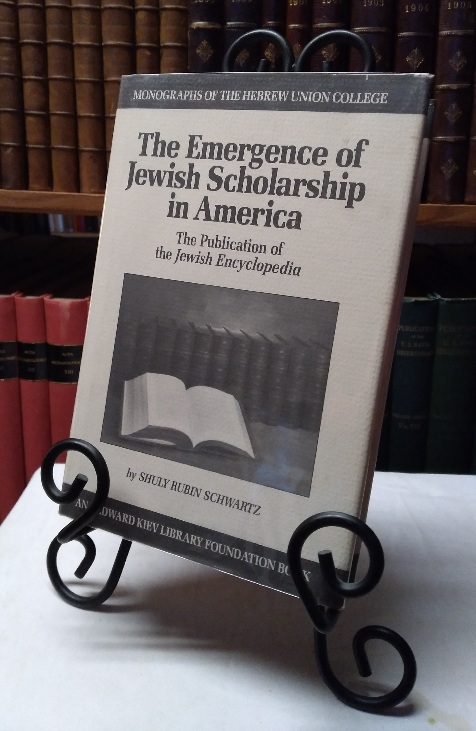 MONOGRAPHS OF THE HEBREW UNION COLLEGE
The Emergence of
Jewish Scholarship
in America
The Publication of
the Jewish Encyclopedia
by SHULY RUBIN SCHWARTZ
AN EDWARD KIEV LIBRARY FOUNDATION BOOK